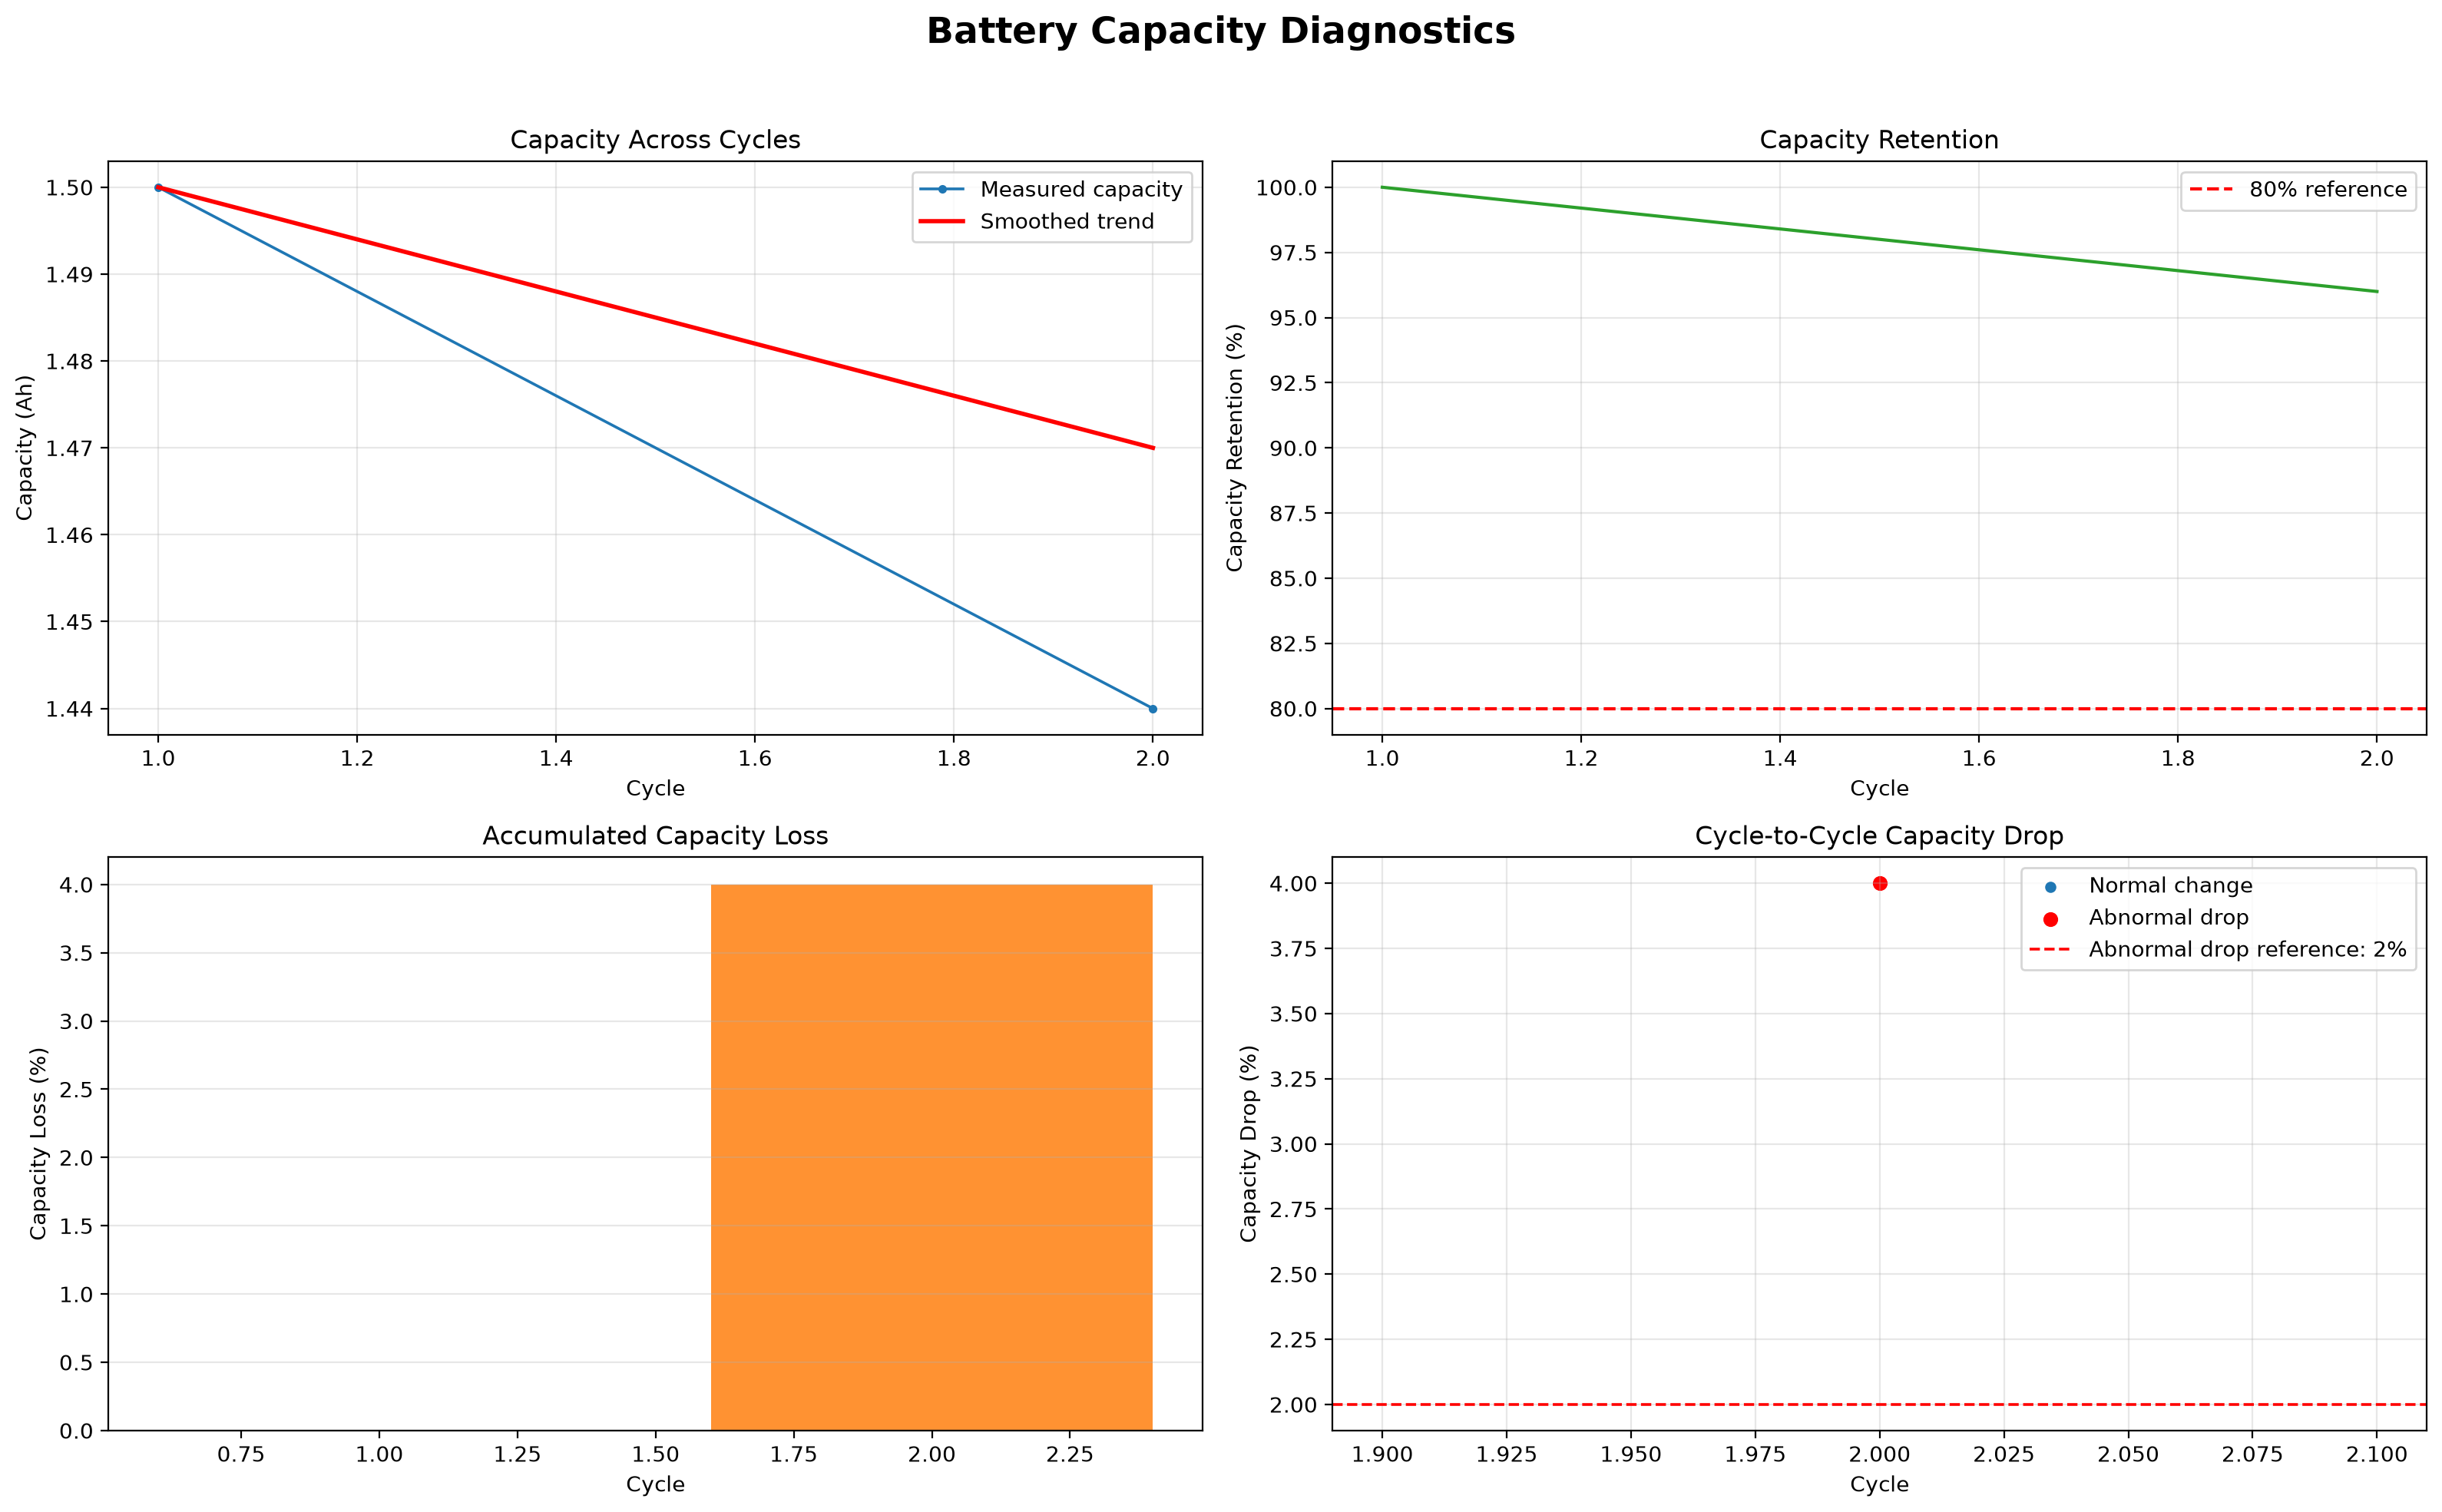 Battery Capacity Diagnostics
Capacity Across Cycles
Capacity (Ah)
1.50
1.49
1.48
1.47
1.46
1.45
1.44
Measured capacity
Smoothed trend
1.0 1.2 1.4 1.6 1.8 2.0
Cycle
Capacity Retention
Capacity Retention (%)
100.0
97.5
95.0
92.5
90.0
87.5
85.0
82.5
80.0
80% reference
1.0 1.2 1.4 1.6 1.8 2.0
Cycle
Accumulated Capacity Loss
Capacity Loss (%)
4.0
3.5
3.0
2.5
2.0
1.5
1.0
0.5
0.0
0.75 1.00 1.25 1.50 1.75 2.00 2.25
Cycle
Cycle-to-Cycle Capacity Drop
Capacity Drop (%)
4.00
3.75
3.50
3.25
3.00
2.75
2.50
2.25
2.00
Normal change
Abnormal drop
Abnormal drop reference: 2%
1.900 1.925 1.950 1.975 2.000 2.025 2.050 2.075 2.100
Cycle